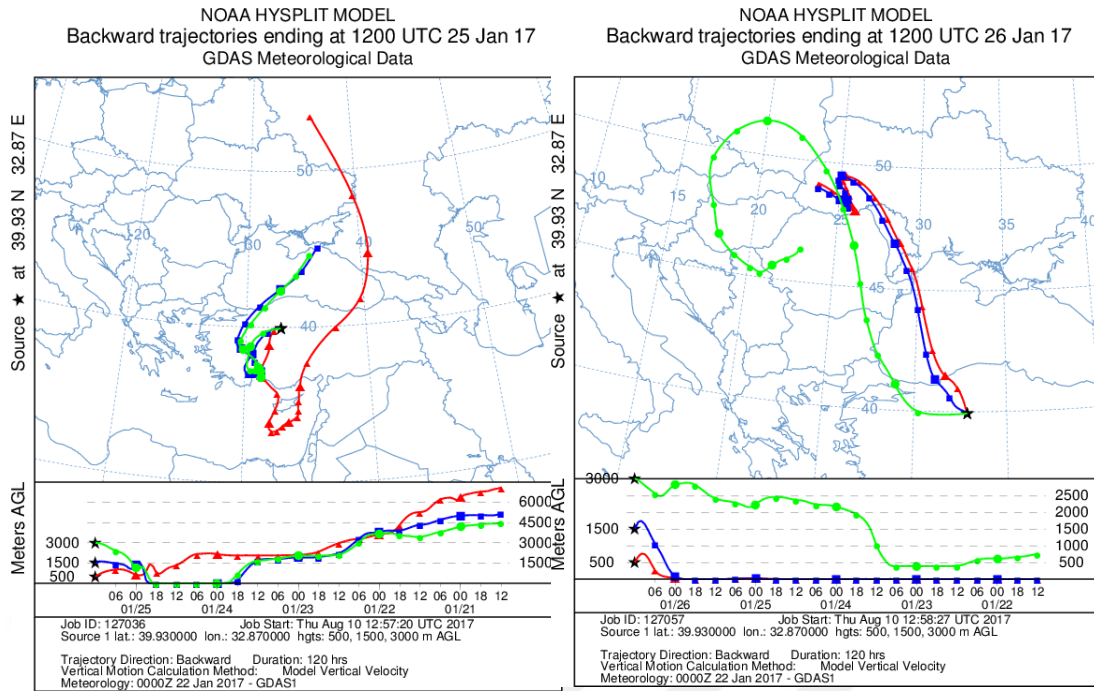 NOAA HYSPLIT MODEL
Backward trajectories ending at 1200 UTC 25 Jan 17
GDAS Meteorological Data
Source ★ at 39.93 N 32.87 E
50
40
50
20
30
40
Meters AGL
3000
1500
500
6000
4500
3000
1500
06 00 18 12 06 00 18 12 06 00 18 12 06 00 18 12 06 00 18 12
01/25 01/24 01/23 01/22 01/21
Job ID: 127036 Job Start: Thu Aug 10 12:57:20 UTC 2017
Source 1 lat.: 39.930000 lon.: 32.870000 hgts: 500, 1500, 3000 m AGL
Trajectory Direction: Backward Duration: 120 hrs
Vertical Motion Calculation Method: Model Vertical Velocity
Meteorology: 0000Z 22 Jan 2017 - GDAS1
NOAA HYSPLIT MODEL
Backward trajectories ending at 1200 UTC 26 Jan 17
GDAS Meteorological Data
Source ★ at 39.93 N 32.87 E
50
10
15
20
25
30
35
40
45
40
Meters AGL
3000
1500
500
2500
2000
1500
1000
500
06 00 18 12 06 00 18 12 06 00 18 12 06 00 18 12 06 00 18 12
01/26 01/25 01/24 01/23 01/22
Job ID: 127057 Job Start: Thu Aug 10 12:58:27 UTC 2017
Source 1 lat.: 39.930000 lon.: 32.870000 hgts: 500, 1500, 3000 m AGL
Trajectory Direction: Backward Duration: 120 hrs
Vertical Motion Calculation Method: Model Vertical Velocity
Meteorology: 0000Z 22 Jan 2017 - GDAS1